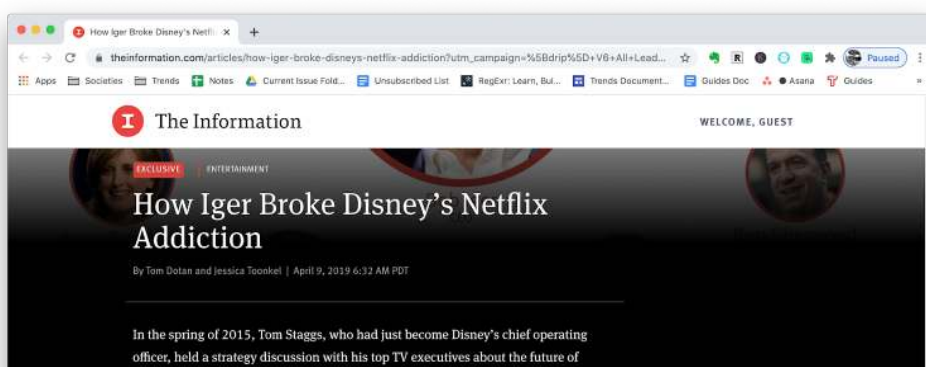 How Iger Broke Disney's Netfli
theinformation.com/articles/how-iger-broke-disneys-netflix-addiction?utm_campaign=%5Bdrip%5D+V6+All+Lead...
Paused
Apps Societies Trends Notes Current Issue Fold... Unsubscribed List RegExr: Learn, Bui... Trends Document... Guides Doc Asana Guides »
I The Information WELCOME, GUEST
EXCLUSIVE ENTERTAINMENT
How Iger Broke Disney’s Netflix
Addiction
By Tom Dotan and Jessica Toonkel | April 9, 2019 6:32 AM PDT
In the spring of 2015, Tom Staggs, who had just become Disney’s chief operating
officer, held a strategy discussion with his top TV executives about the future of